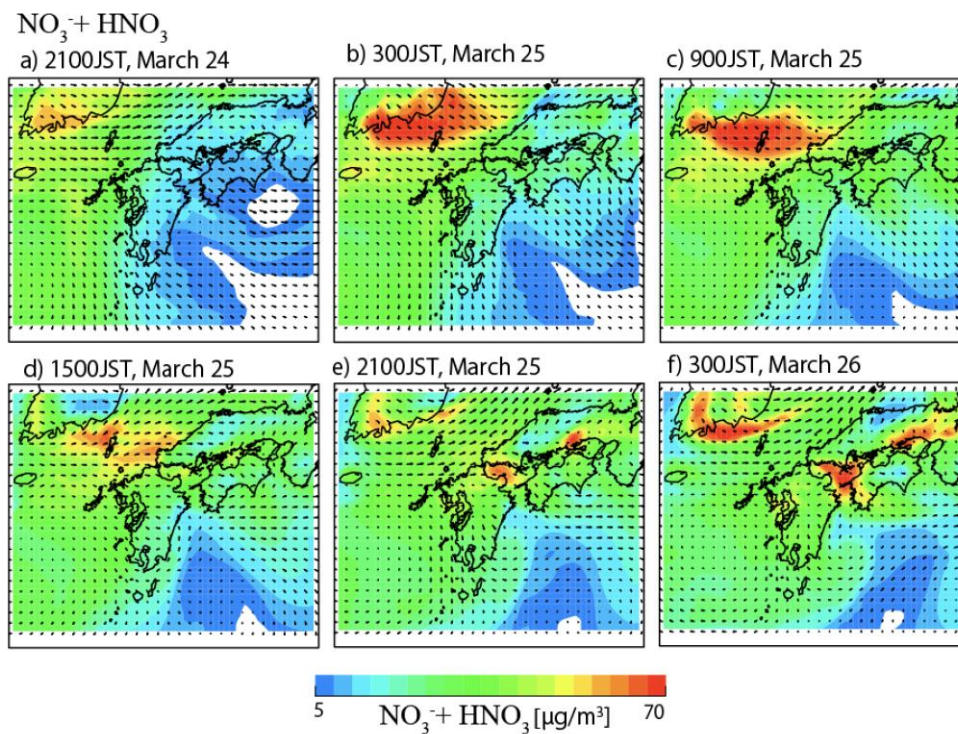 NO₃⁻+ HNO₃
a) 2100JST, March 24
b) 300JST, March 25
c) 900JST, March 25
d) 1500JST, March 25
e) 2100JST, March 25
f) 300JST, March 26
5
NO₃⁻+ HNO₃ [µg/m³]
70